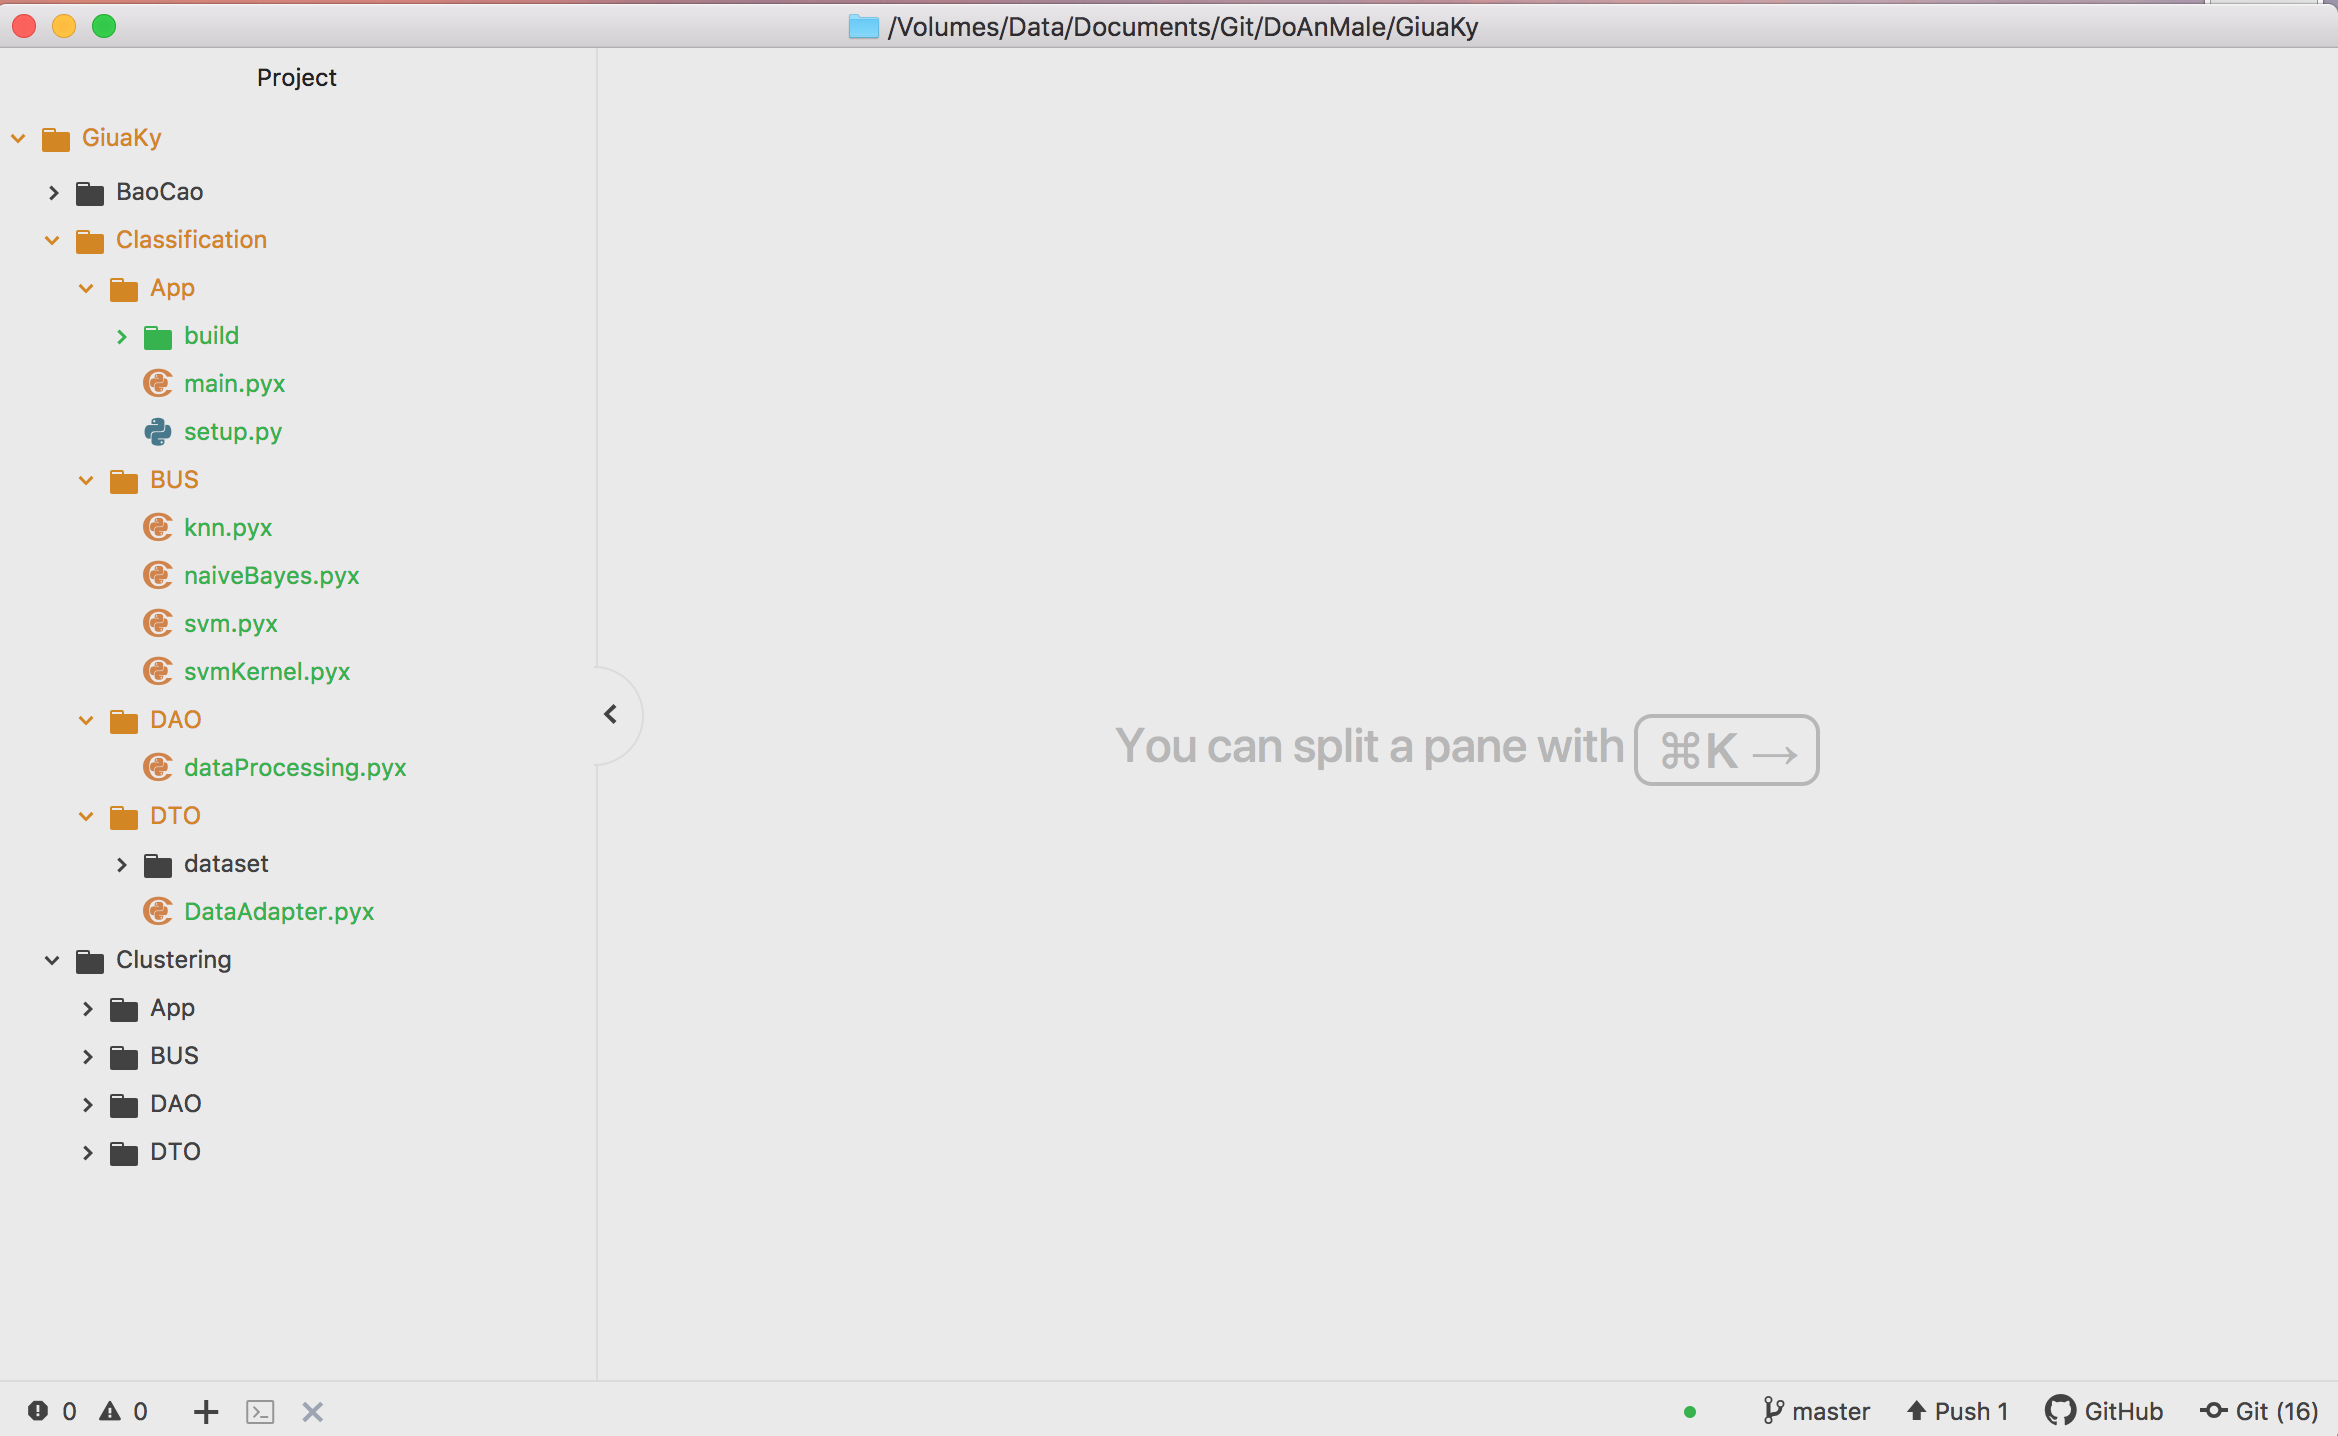 /Volumes/Data/Documents/Git/DoAnMale/GiuaKy
Project
GiuaKy
BaoCao
Classification
App
build
main.pyx
setup.py
BUS
knn.pyx
naiveBayes.pyx
svm.pyx
svmKernel.pyx
DAO
dataProcessing.pyx
DTO
dataset
DataAdapter.pyx
Clustering
App
BUS
DAO
DTO
You can split a pane with ⌘K →
0 0 master Push 1 GitHub Git (16)